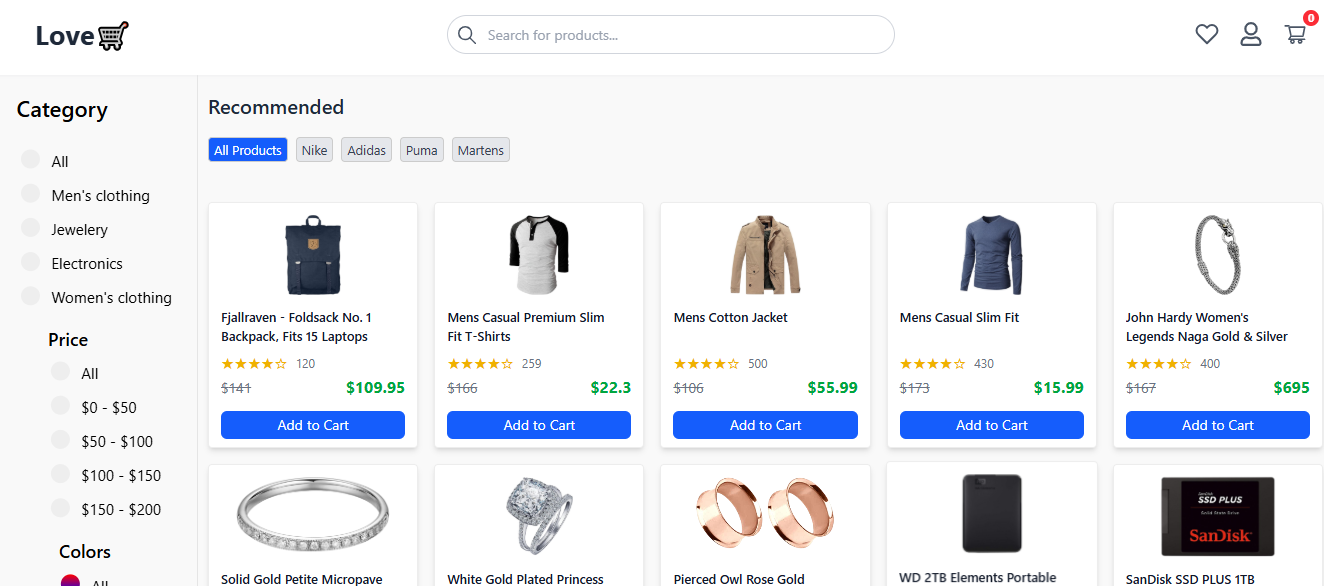 Love
Search for products...
0
Category
All
Men's clothing
Jewelery
Electronics
Women's clothing
Price
All
$0 - $50
$50 - $100
$100 - $150
$150 - $200
Colors
All
Recommended
All Products
Nike
Adidas
Puma
Martens
Fjallraven - Foldsack No. 1
Backpack, Fits 15 Laptops
★★★★☆ 120
$141 $109.95
Add to Cart
Mens Casual Premium Slim
Fit T-Shirts
★★★★☆ 259
$166 $22.3
Add to Cart
Mens Cotton Jacket
★★★★☆ 500
$106 $55.99
Add to Cart
Mens Casual Slim Fit
★★★★☆ 430
$173 $15.99
Add to Cart
John Hardy Women's
Legends Naga Gold & Silver
★★★★☆ 400
$167 $695
Add to Cart
Solid Gold Petite Micropave
White Gold Plated Princess
Pierced Owl Rose Gold
WD 2TB Elements Portable
SanDisk
SSD PLUS
Solid State Drive
SanDisk
SanDisk SSD PLUS 1TB